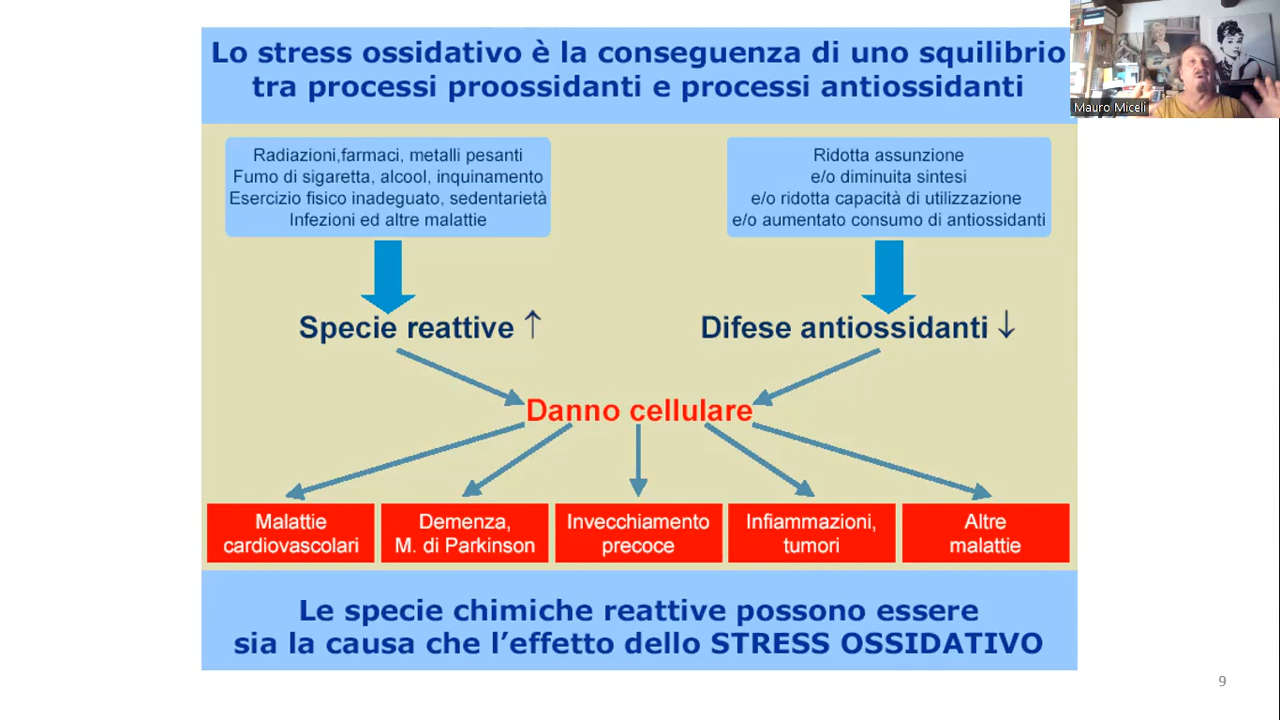 Lo stress ossidativo è la conseguenza di uno squilibrio
tra processi proossidanti e processi antiossidanti
Mauro Miceli
Radiazioni,farmaci, metalli pesanti
Fumo di sigaretta, alcool, inquinamento
Esercizio fisico inadeguato, sedentarietà
Infezioni ed altre malattie
Ridotta assunzione
e/o diminuita sintesi
e/o ridotta capacità di utilizzazione
e/o aumentato consumo di antiossidanti
Specie reattive ↑
Difese antiossidanti ↓
Danno cellulare
Malattie
cardiovascolari
Demenza,
M. di Parkinson
Invecchiamento
precoce
Infiammazioni,
tumori
Altre
malattie
Le specie chimiche reattive possono essere
sia la causa che l’effetto dello STRESS OSSIDATIVO
9